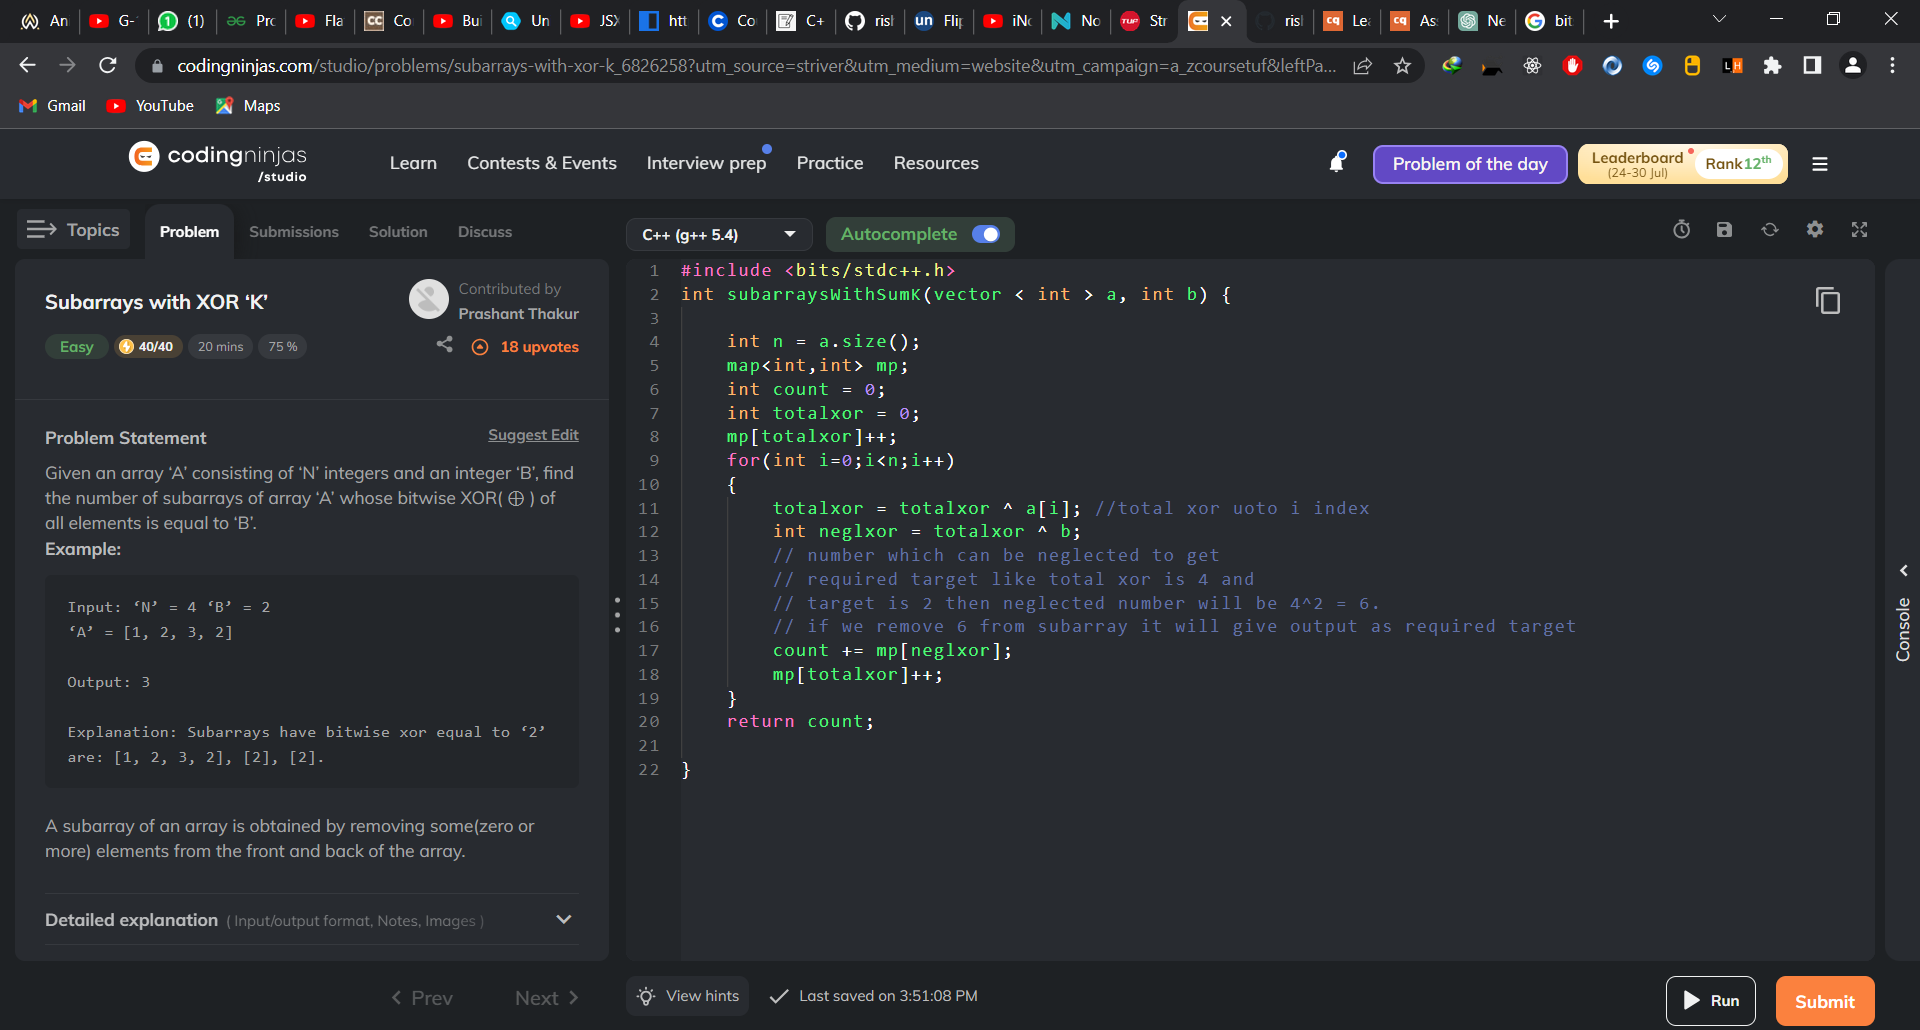 An
G-
(1)
Prc
Fla
CC Co
Bui
Un
JSX
htt
Co
C+
rish
un Flip
iNo
No
TUF Str
rish
cq Lea
cq As
Ne
bit
codingninjas.com/studio/problems/subarrays-with-xor-k_6826258?utm_source=striver&utm_medium=website&utm_campaign=a_zcoursetuf&leftPa...
Gmail YouTube Maps
codingninjas
/studio
Learn Contests & Events Interview prep Practice Resources
Problem of the day
Leaderboard
(24-30 Jul)
Rank12th
Topics
Problem Submissions Solution Discuss
C++ (g++ 5.4)
Autocomplete
Subarrays with XOR ‘K’
Contributed by
Prashant Thakur
Easy 40/40 20 mins 75 %
18 upvotes
Problem Statement
Suggest Edit
Given an array ‘A’ consisting of ‘N’ integers and an integer ‘B’, find
the number of subarrays of array ‘A’ whose bitwise XOR( ⊕ ) of
all elements is equal to ‘B’.
Example:
Input: ‘N’ = 4 ‘B’ = 2
‘A’ = [1, 2, 3, 2]
Output: 3
Explanation: Subarrays have bitwise xor equal to ‘2’
are: [1, 2, 3, 2], [2], [2].
A subarray of an array is obtained by removing some(zero or
more) elements from the front and back of the array.
Detailed explanation ( Input/output format, Notes, Images )
Prev Next
1 #include <bits/stdc++.h>
2 int subarraysWithSumK(vector < int > a, int b) {
3
4 int n = a.size();
5 map<int,int> mp;
6 int count = 0;
7 int totalxor = 0;
8 mp[totalxor]++;
9 for(int i=0;i<n;i++)
10 {
11 totalxor = totalxor ^ a[i]; //total xor uoto i index
12 int neglxor = totalxor ^ b;
13 // number which can be neglected to get
14 // required target like total xor is 4 and
15 // target is 2 then neglected number will be 4^2 = 6.
16 // if we remove 6 from subarray it will give output as required target
17 count += mp[neglxor];
18 mp[totalxor]++;
19 }
20 return count;
21
22 }
Console
View hints
Last saved on 3:51:08 PM
Run
Submit